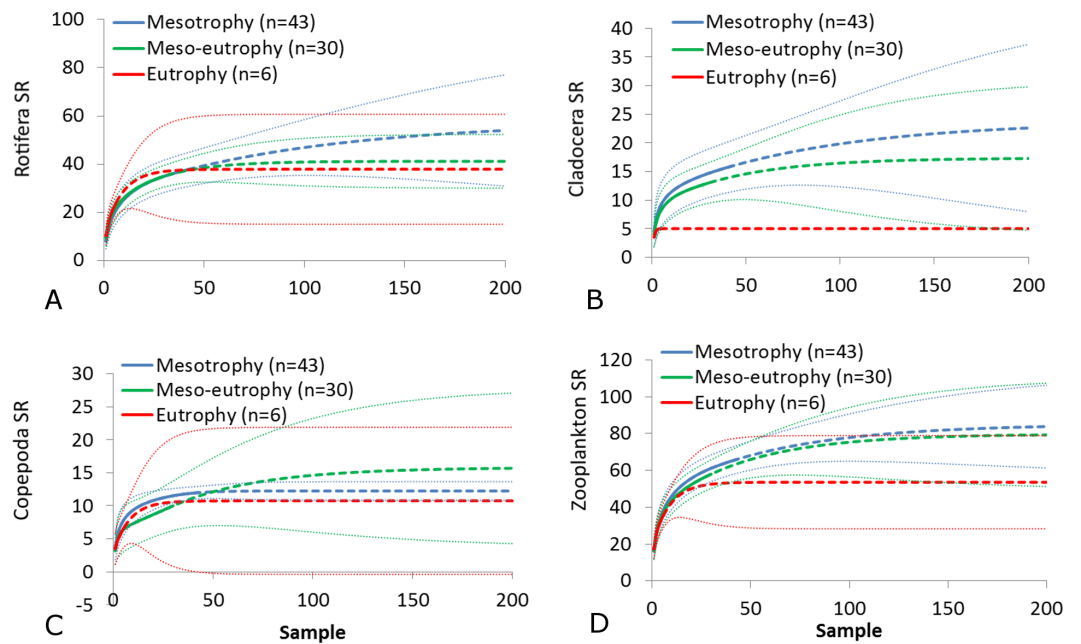 Mesotrophy (n=43)
Meso-eutrophy (n=30)
Eutrophy (n=6)
Rotifera SR
100
80
60
40
20
0
0 50 100 150 200
A
Mesotrophy (n=43)
Meso-eutrophy (n=30)
Eutrophy (n=6)
Cladocera SR
40
35
30
25
20
15
10
5
0
0 50 100 150 200
B
Mesotrophy (n=43)
Meso-eutrophy (n=30)
Eutrophy (n=6)
Copepoda SR
30
25
20
15
10
5
0
-5
0 50 100 150 200
C
Sample
Mesotrophy (n=43)
Meso-eutrophy (n=30)
Eutrophy (n=6)
Zooplankton SR
120
100
80
60
40
20
0
0 50 100 150 200
D
Sample